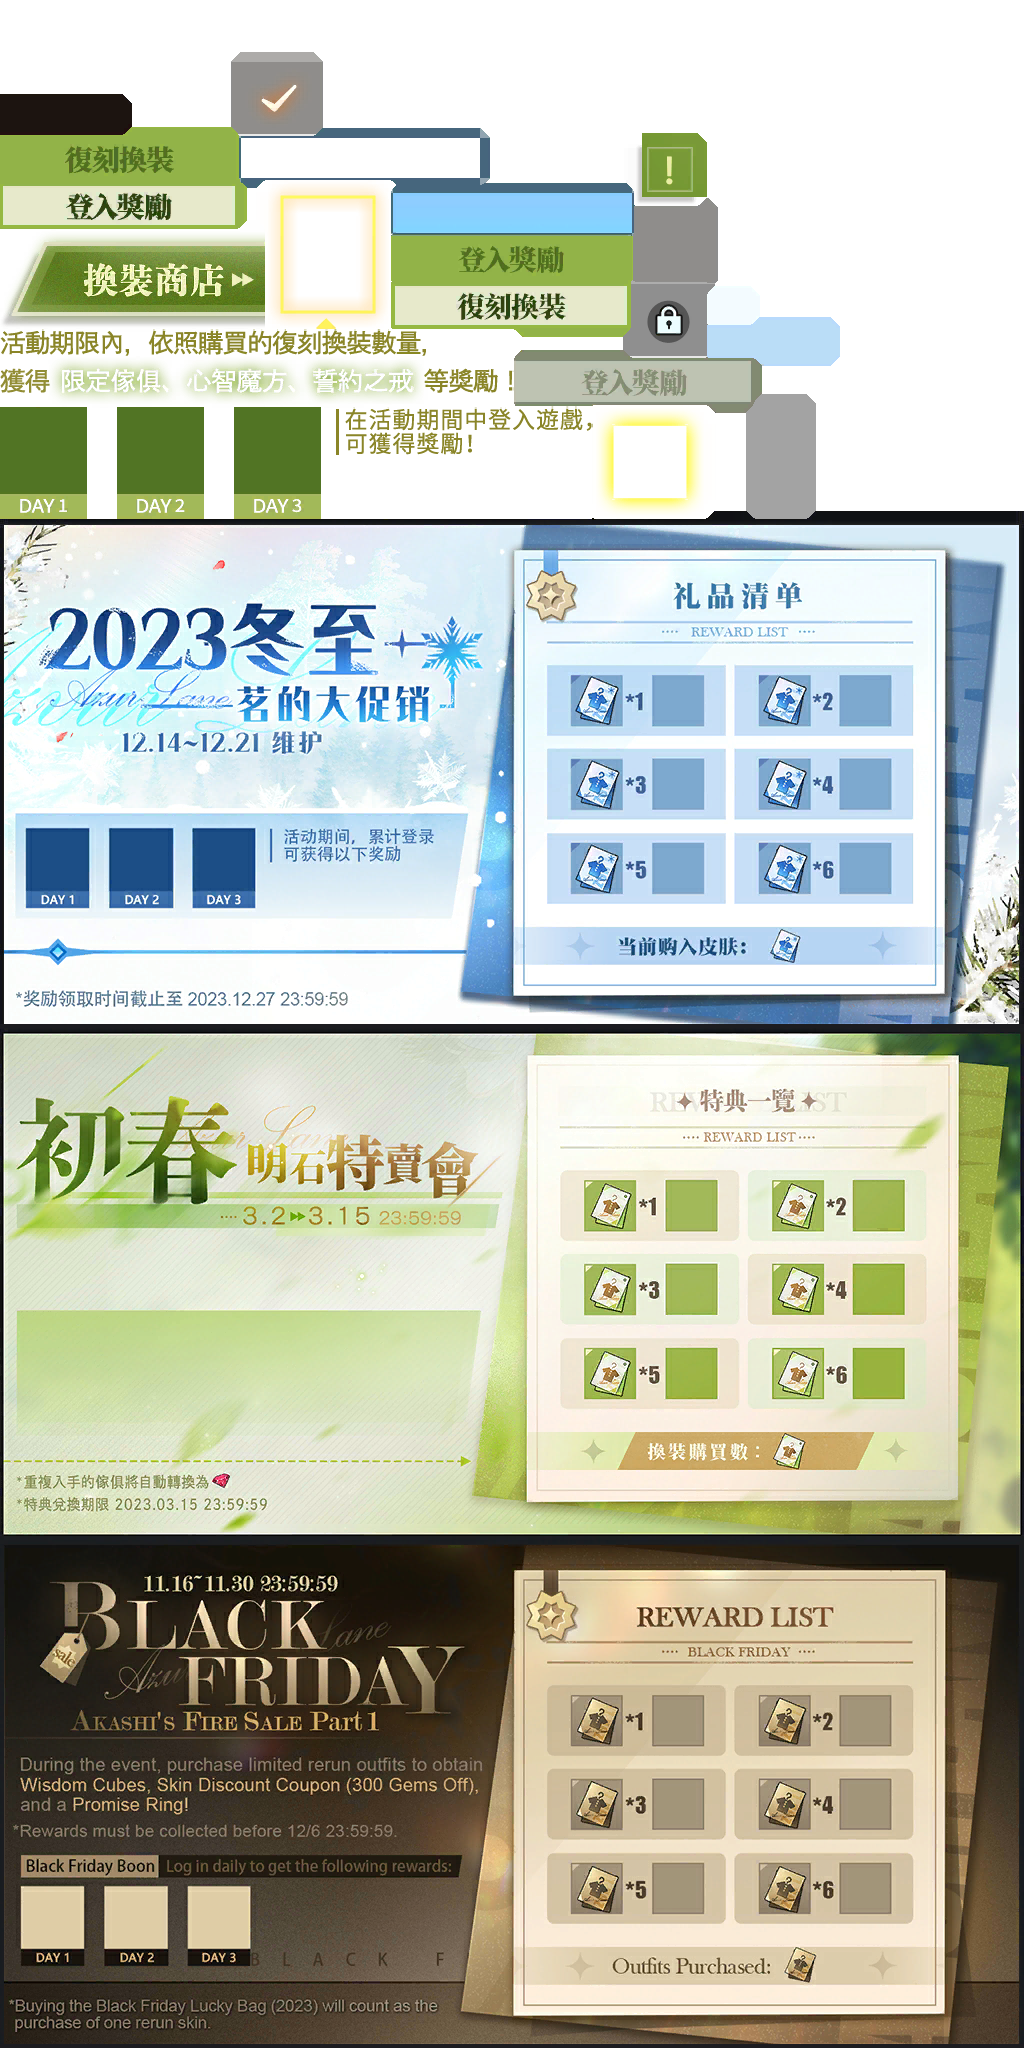 復刻換裝
登入獎勵
!
登入獎勵
復刻換裝
換裝商店
活動期限內，依照購買的復刻換裝數量，
獲得 限定傢俱、心智魔方、誓約之戒 等獎勵！
登入獎勵
在活動期間中登入遊戲，
可獲得獎勵！
DAY 1
DAY 2
DAY 3
2023冬至
Azur Lane
茗的大促销
12.14~12.21 维护
DAY 1
DAY 2
DAY 3
活动期间，累计登录
可获得以下奖励
*奖励领取时间截止至 2023.12.27 23:59:59
礼品清单
REWARD LIST
*1
*2
*3
*4
*5
*6
当前购入皮肤：
初春 明石特賣會
3.2 3.15 23:59:59
*重複入手的傢俱將自動轉換為
*特典兌換期限 2023.03.15 23:59:59
REWARD LIST
特典一覽
REWARD LIST
*1
*2
*3
*4
*5
*6
換裝購買數：
11.16~11.30 23:59:59
BLACK
FRIDAY
Azur Lane
sale
AKASHI'S FIRE SALE Part 1
During the event, purchase limited rerun outfits to obtain
Wisdom Cubes, Skin Discount Coupon (300 Gems Off),
and a Promise Ring!
*Rewards must be collected before 12/6 23:59:59.
Black Friday Boon Log in daily to get the following rewards:
DAY 1
DAY 2
DAY 3
BLACK F
*Buying the Black Friday Lucky Bag (2023) will count as the
purchase of one rerun skin.
REWARD LIST
BLACK FRIDAY
*1
*2
*3
*4
*5
*6
Outfits Purchased: